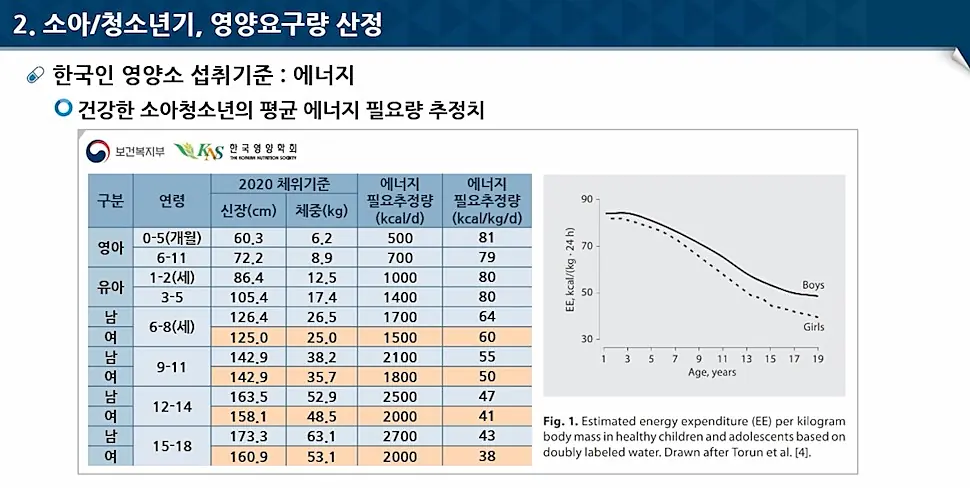 2. 소아/청소년기, 영양요구량 산정
한국인 영양소 섭취기준 : 에너지
건강한 소아청소년의 평균 에너지 필요량 추정치
보건복지부 KNS 한국영양학회
THE KOREAN NUTRITION SOCIETY
구분 연령 2020 체위기준 에너지 필요추정량 (kcal/d) 에너지 필요추정량 (kcal/kg/d)
신장(cm) 체중(kg)
영아 0-5(개월) 60.3 6.2 500 81
6-11 72.2 8.9 700 79
유아 1-2(세) 86.4 12.5 1000 80
3-5 105.4 17.4 1400 80
남 6-8(세) 126.4 26.5 1700 64
여 125.0 25.0 1500 60
남 9-11 142.9 38.2 2100 55
여 142.9 35.7 1800 50
남 12-14 163.5 52.9 2500 47
여 158.1 48.5 2000 41
남 15-18 173.3 63.1 2700 43
여 160.9 53.1 2000 38
EE, kcal/(kg · 24 h)
90
70
50
30
Boys
Girls
1 3 5 7 9 11 13 15 17 19
Age, years
Fig. 1. Estimated energy expenditure (EE) per kilogram
body mass in healthy children and adolescents based on
doubly labeled water. Drawn after Torun et al. [4].